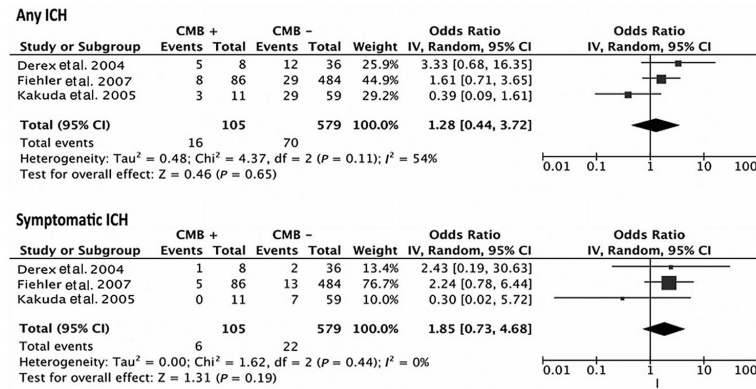 Any ICH
CMB + CMB – Odds Ratio Odds Ratio
Study or Subgroup Events Total Events Total Weight IV, Random, 95% CI IV, Random, 95% CI
Derex et al. 2004 5 8 12 36 25.9% 3.33 [0.68, 16.35]
Fiehler et al. 2007 8 86 29 484 44.9% 1.61 [0.71, 3.65]
Kakuda et al. 2005 3 11 29 59 29.2% 0.39 [0.09, 1.61]
Total (95% CI) 105 579 100.0% 1.28 [0.44, 3.72]
Total events 16 70
Heterogeneity: Tau² = 0.48; Chi² = 4.37, df = 2 (P = 0.11); I² = 54%
Test for overall effect: Z = 0.46 (P = 0.65)
0.01 0.1 1 10 100
Symptomatic ICH
CMB + CMB – Odds Ratio Odds Ratio
Study or Subgroup Events Total Events Total Weight IV, Random, 95% CI IV, Random, 95% CI
Derex et al. 2004 1 8 2 36 13.4% 2.43 [0.19, 30.63]
Fiehler et al. 2007 5 86 13 484 76.7% 2.24 [0.78, 6.44]
Kakuda et al. 2005 0 11 7 59 10.0% 0.30 [0.02, 5.72]
Total (95% CI) 105 579 100.0% 1.85 [0.73, 4.68]
Total events 6 22
Heterogeneity: Tau² = 0.00; Chi² = 1.62, df = 2 (P = 0.44); I² = 0%
Test for overall effect: Z = 1.31 (P = 0.19)
0.01 0.1 1 10 100